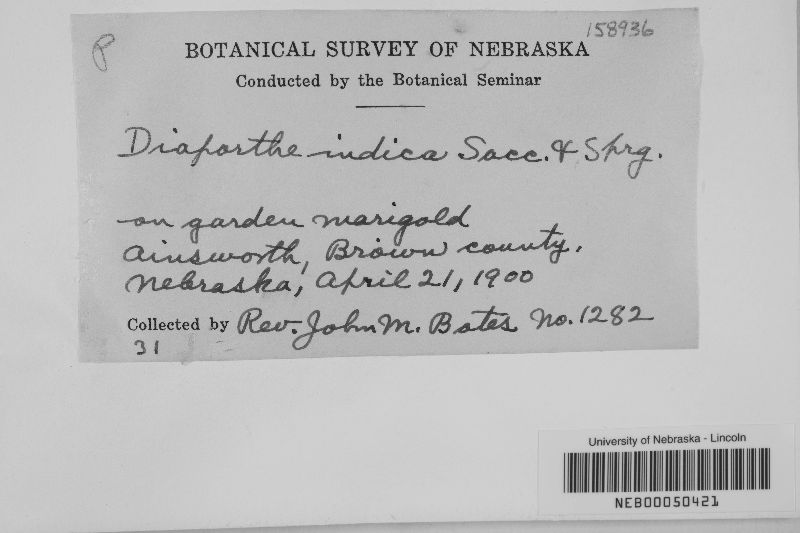 P
158936
BOTANICAL SURVEY OF NEBRASKA
Conducted by the Botanical Seminar
Diaporthe indica Sacc. & Sprg.
on garden marigold
Ainsworth, Brown county,
Nebraska, April 21, 1900
Collected by Rev. John M. Bates No. 1282
31
University of Nebraska - Lincoln
NEB00050421